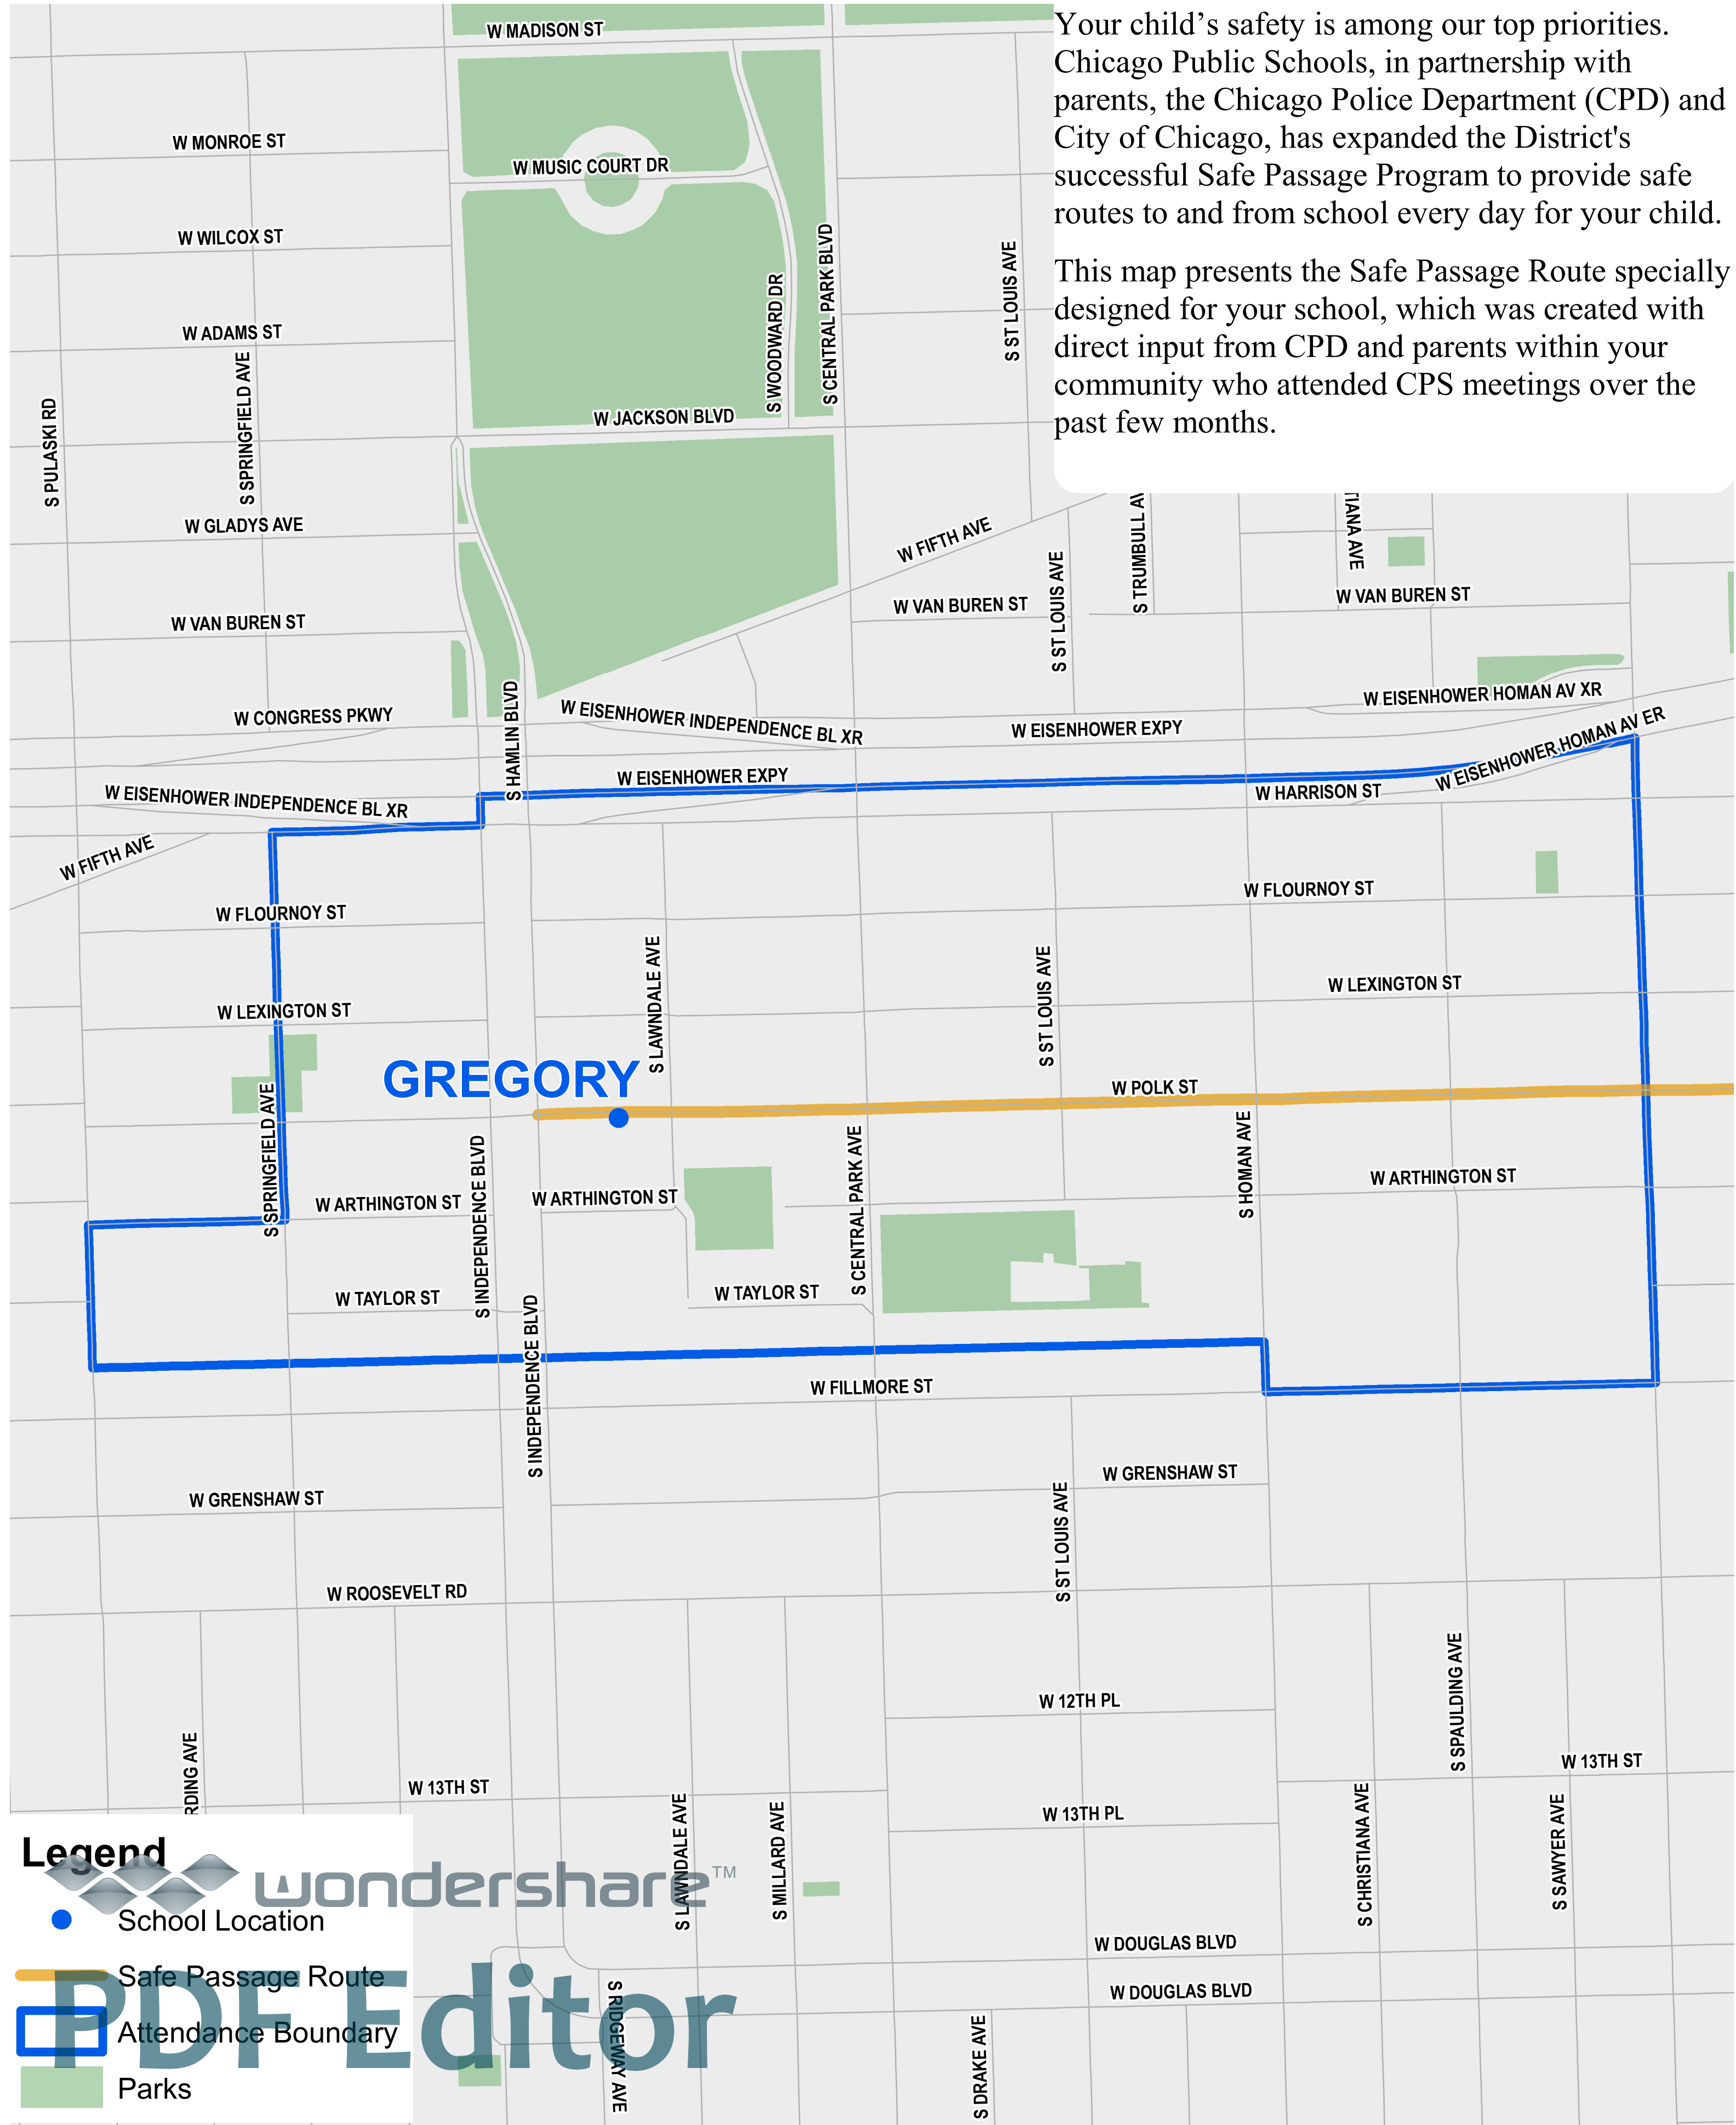 Your child’s safety is among our top priorities.
Chicago Public Schools, in partnership with
parents, the Chicago Police Department (CPD) and
City of Chicago, has expanded the District's
successful Safe Passage Program to provide safe
routes to and from school every day for your child.
This map presents the Safe Passage Route specially
designed for your school, which was created with
direct input from CPD and parents within your
community who attended CPS meetings over the
past few months.
W MADISON ST
W MONROE ST
W MUSIC COURT DR
W WILCOX ST
W ADAMS ST
S PULASKI RD
S SPRINGFIELD AVE
S WOODWARD DR
S CENTRAL PARK BLVD
S ST LOUIS AVE
W JACKSON BLVD
W GLADYS AVE
W FIFTH AVE
S ST LOUIS AVE
S TRUMBULL AV
TIANA AVE
W VAN BUREN ST
W VAN BUREN ST
W VAN BUREN ST
W CONGRESS PKWY
S HAMLIN BLVD
W EISENHOWER INDEPENDENCE BL XR
W EISENHOWER EXPY
W EISENHOWER HOMAN AV XR
W EISENHOWER HOMAN AV ER
W EISENHOWER INDEPENDENCE BL XR
W EISENHOWER EXPY
W HARRISON ST
W FIFTH AVE
W FLOURNOY ST
W FLOURNOY ST
S LAWNDALE AVE
S ST LOUIS AVE
W LEXINGTON ST
W LEXINGTON ST
GREGORY
W POLK ST
S SPRINGFIELD AVE
S INDEPENDENCE BLVD
S CENTRAL PARK AVE
S HOMAN AVE
W ARTHINGTON ST
W ARTHINGTON ST
W ARTHINGTON ST
W TAYLOR ST
W TAYLOR ST
S INDEPENDENCE BLVD
W FILLMORE ST
W GRENSHAW ST
W GRENSHAW ST
S ST LOUIS AVE
W ROOSEVELT RD
S SPAULDING AVE
W 12TH PL
RDING AVE
W 13TH ST
W 13TH ST
W 13TH PL
S LAWNDALE AVE
S MILLARD AVE
S CHRISTIANA AVE
S SAWYER AVE
W DOUGLAS BLVD
W DOUGLAS BLVD
S RIDGEWAY AVE
S DRAKE AVE
Legend
School Location
Safe Passage Route
Attendance Boundary
Parks
wondershare™
PDF Editor